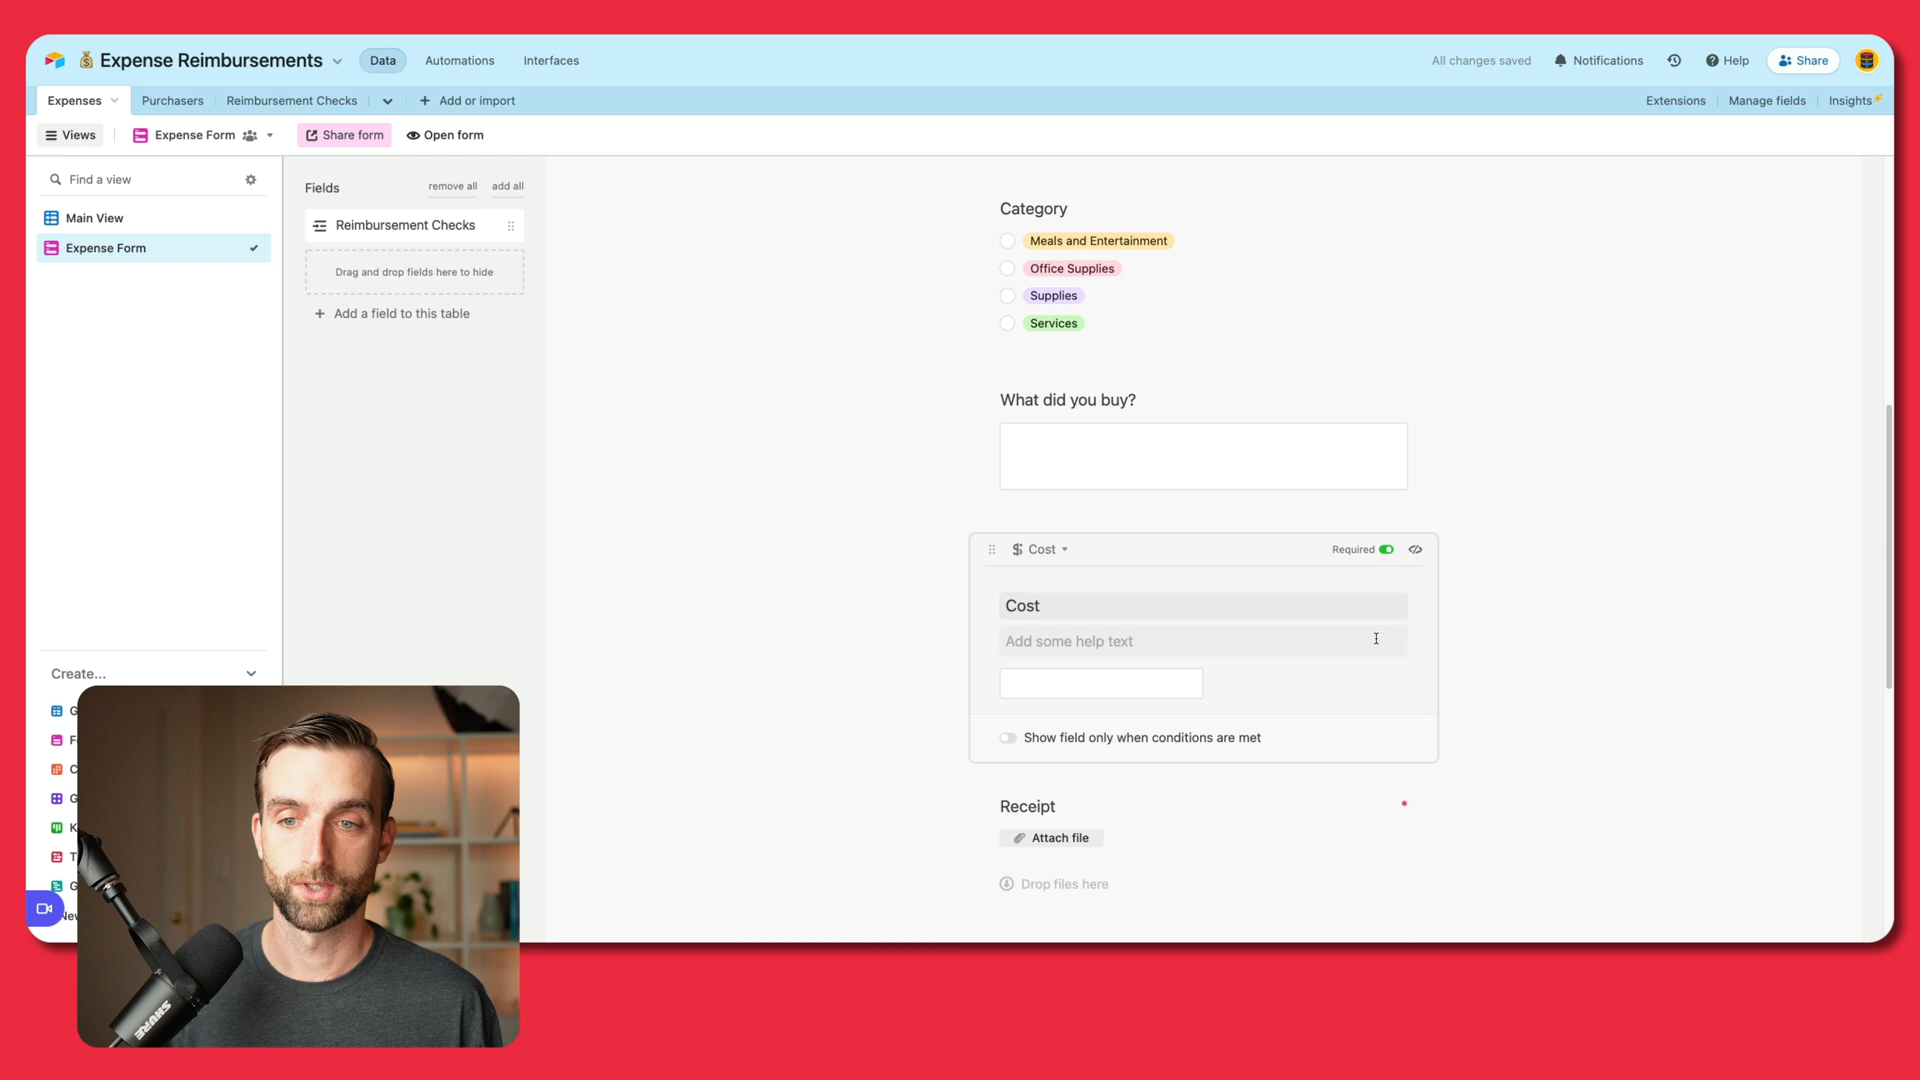 Expense Reimbursements
Data
Automations
Interfaces
All changes saved
Notifications
Help
Share
Expenses
Purchasers
Reimbursement Checks
Add or import
Extensions
Manage fields
Insights
Views
Expense Form
Share form
Open form
Find a view
Main View
Expense Form
Create...
G
F
C
G
K
T
G
Fields
remove all
add all
Reimbursement Checks
Drag and drop fields here to hide
Add a field to this table
Category
Meals and Entertainment
Office Supplies
Supplies
Services
What did you buy?
Cost
Required
Cost
Add some help text
Show field only when conditions are met
Receipt *
Attach file
Drop files here
SHURE